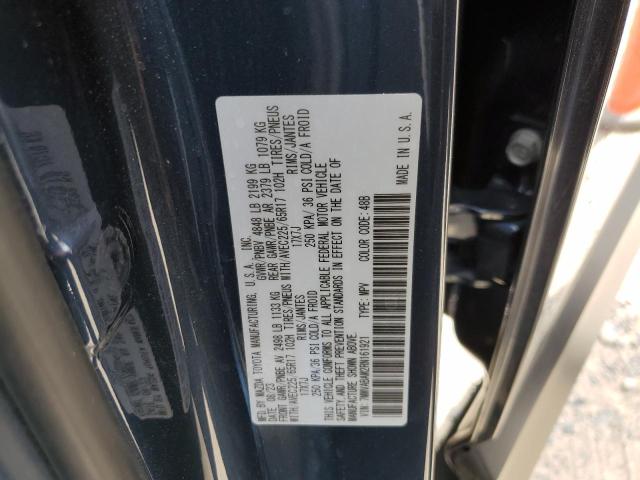 MFD. BY MAZDA TOYOTA MANUFACTURING, U.S.A. INC.
DATE 08/23 GVWR/PNBV 4848 LB 2199 KG
FRONT GAWR/PNBE AV 2498 LB 1133 KG REAR GAWR/PNBE AR 2379 LB 1079 KG
WITH AVEC225/65R17 102H TIRES/PNEUS WITH AVEC225/65R17 102H TIRES/PNEUS
17X7J RIMS/JANTES 17X7J RIMS/JANTES
250 KPA/36 PSI COLD/A FROID 250 KPA/36 PSI COLD/A FROID
THIS VEHICLE CONFORMS TO ALL APPLICABLE FEDERAL MOTOR VEHICLE
SAFETY AND THEFT PREVENTION STANDARDS IN EFFECT ON THE DATE OF
MANUFACTURE SHOWN ABOVE.
VIN: TYPE: MPV COLOR CODE: 48B
MADE IN U.S.A.